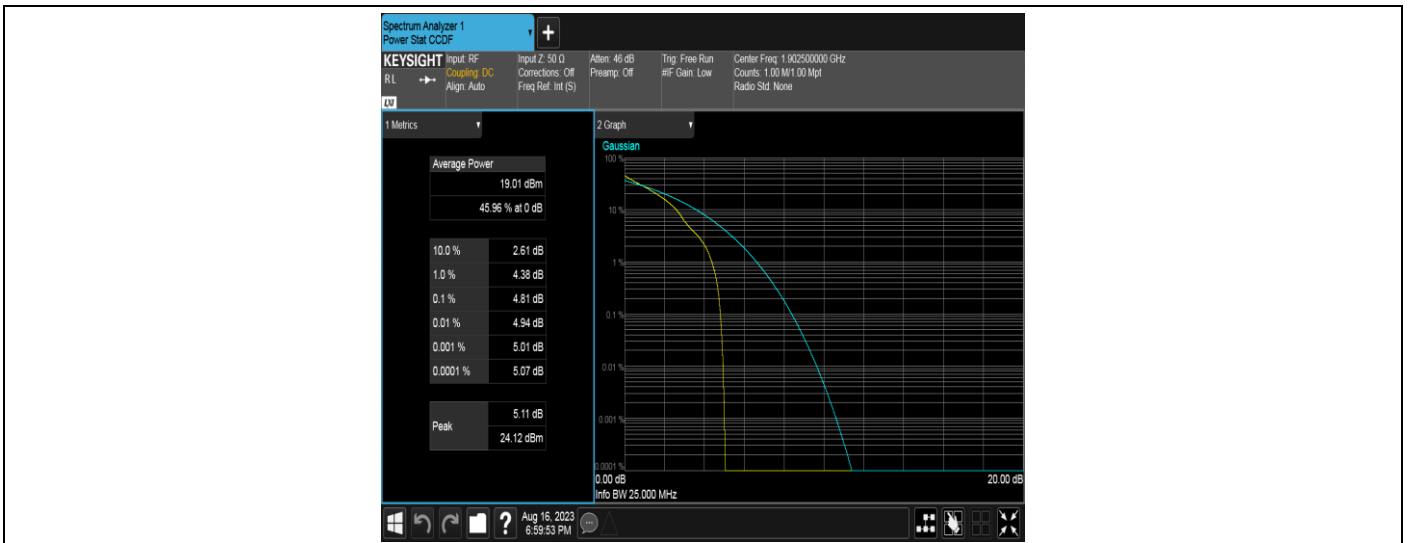 Spectrum Analyzer 1
Power Stat CCDF
+
KEYSIGHT
RL
LXI
Input: RF
Coupling: DC
Align: Auto
Input Z: 50 Ω
Corrections: Off
Freq Ref: Int (S)
Atten: 46 dB
Preamp: Off
Trig: Free Run
#IF Gain: Low
Center Freq: 1.902500000 GHz
Counts: 1.00 M/1.00 Mpt
Radio Std: None
1 Metrics
Average Power
19.01 dBm
45.96 % at 0 dB
10.0 % 2.61 dB
1.0 % 4.38 dB
0.1 % 4.81 dB
0.01 % 4.94 dB
0.001 % 5.01 dB
0.0001 % 5.07 dB
Peak
5.11 dB
24.12 dBm
2 Graph
Gaussian
100 %
10 %
1 %
0.1 %
0.01 %
0.001 %
0.0001 %
0.00 dB 20.00 dB
Info BW 25.000 MHz
?
Aug 16, 2023
6:59:53 PM